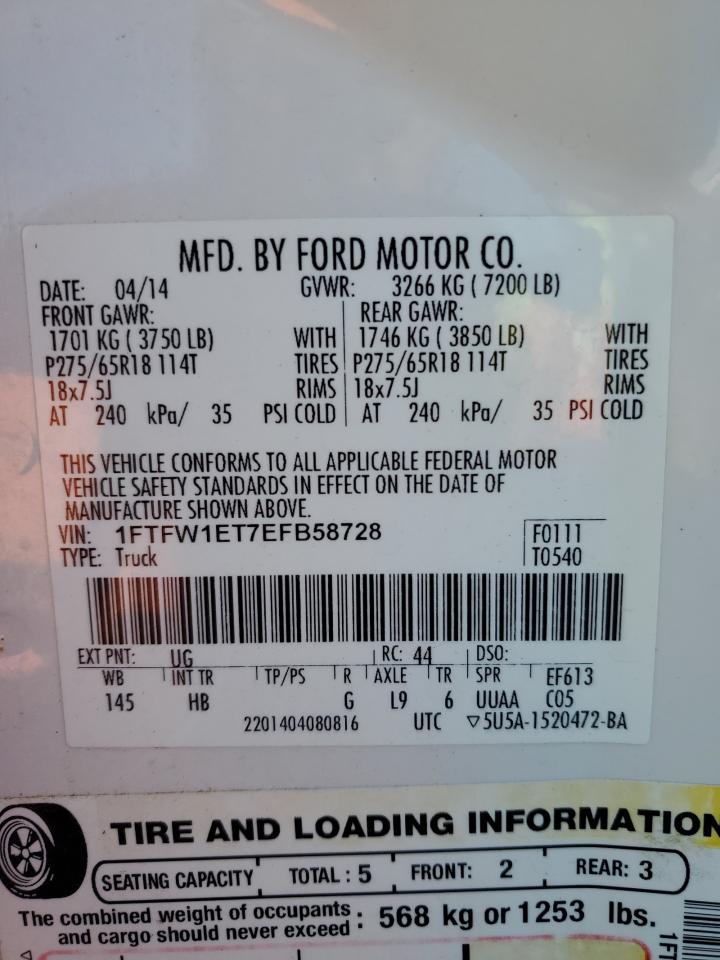 MFD. BY FORD MOTOR CO.
DATE: 04/14 GVWR: 3266 KG ( 7200 LB)
FRONT GAWR: REAR GAWR:
1701 KG ( 3750 LB) WITH 1746 KG ( 3850 LB) WITH
P275/65R18 114T TIRES P275/65R18 114T TIRES
18x7.5J RIMS 18x7.5J RIMS
AT 240 kPa/ 35 PSI COLD AT 240 kPa/ 35 PSI COLD
THIS VEHICLE CONFORMS TO ALL APPLICABLE FEDERAL MOTOR
VEHICLE SAFETY STANDARDS IN EFFECT ON THE DATE OF
MANUFACTURE SHOWN ABOVE.
VIN: 1FTFW1ET7EFB58728 F0111
TYPE: Truck T0540
EXT PNT: UG RC: 44 DSO:
WB INT TR TP/PS R AXLE TR SPR EF613
145 HB G L9 6 UUAA C05
2201404080816 UTC ▽5U5A-1520472-BA
TIRE AND LOADING INFORMATION
SEATING CAPACITY TOTAL : 5 FRONT: 2 REAR: 3
The combined weight of occupants
and cargo should never exceed : 568 kg or 1253 lbs.
1FT